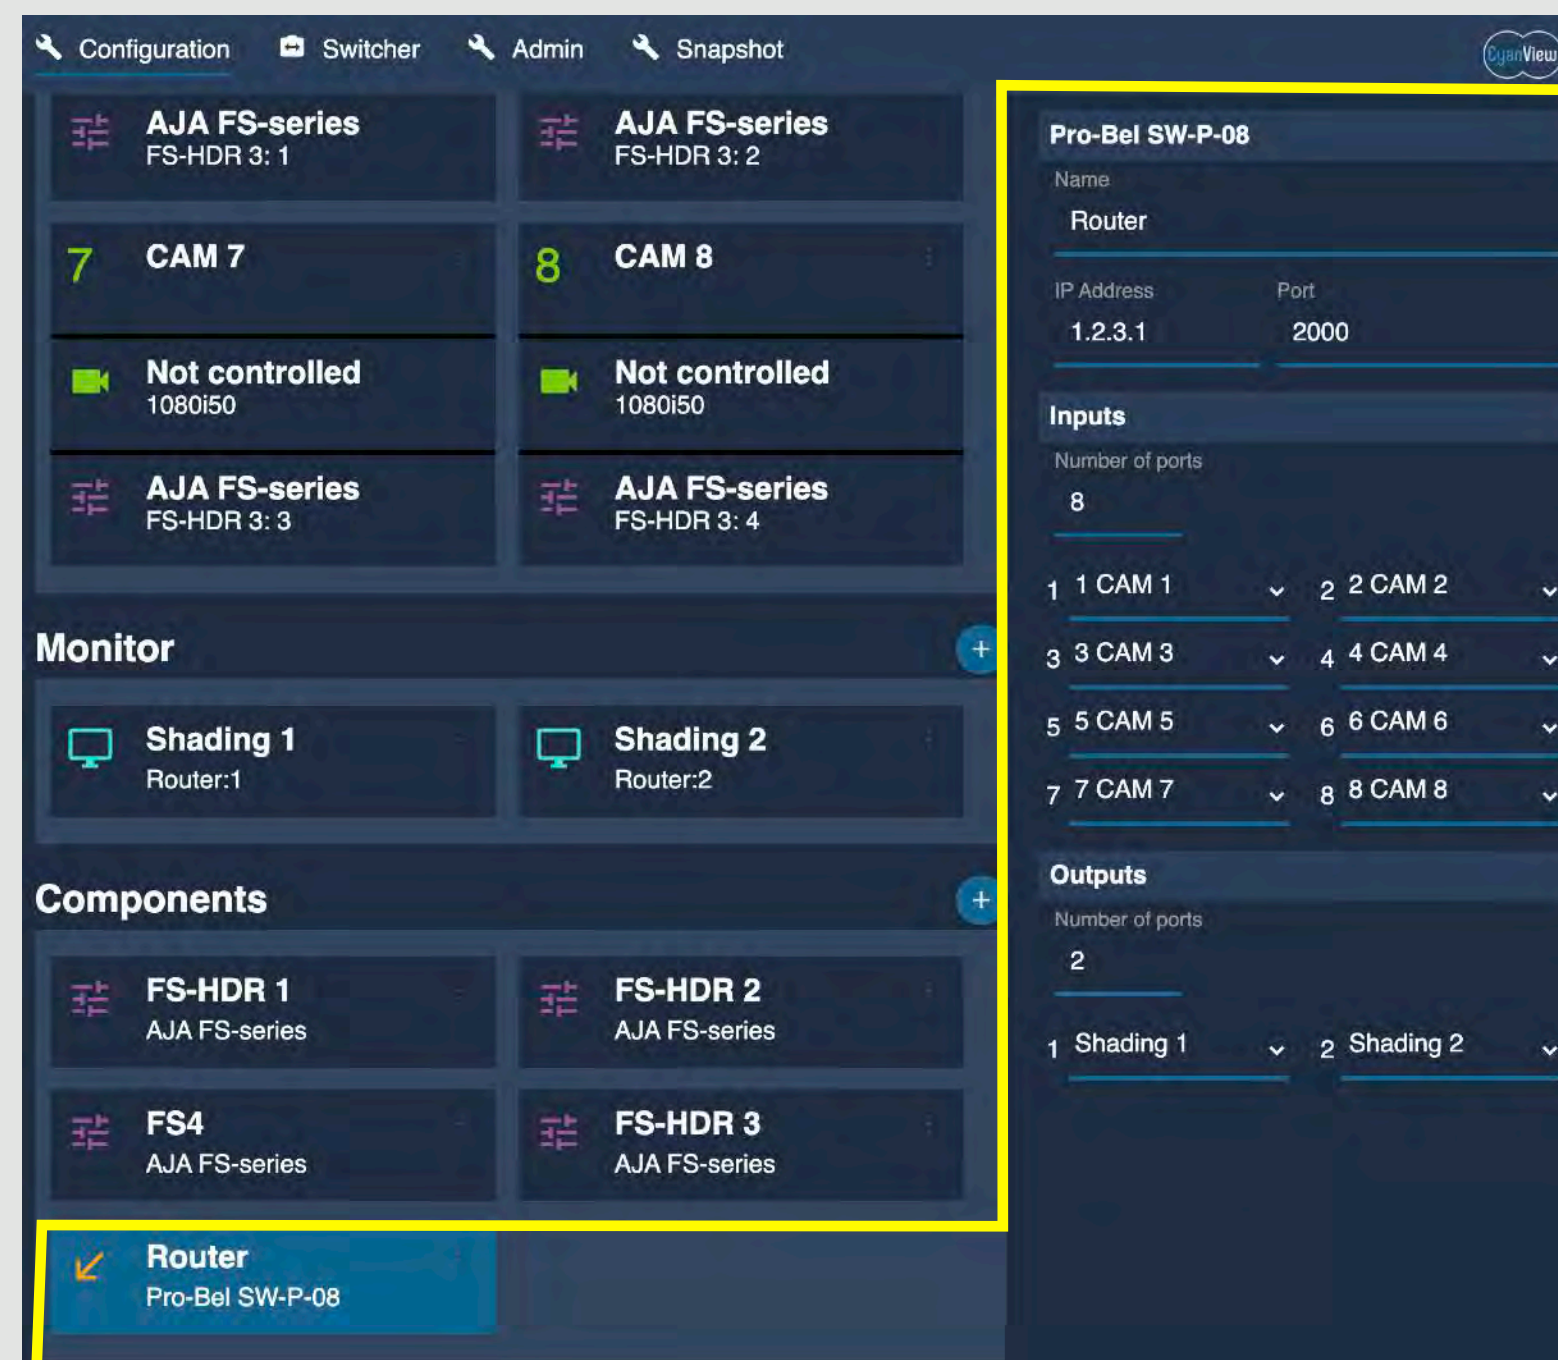 Configuration Switcher Admin Snapshot
CyanView
AJA FS-series
FS-HDR 3: 1
AJA FS-series
FS-HDR 3: 2
7 CAM 7
8 CAM 8
Not controlled
1080i50
Not controlled
1080i50
AJA FS-series
FS-HDR 3: 3
AJA FS-series
FS-HDR 3: 4
Monitor +
Shading 1
Router:1
Shading 2
Router:2
Components +
FS-HDR 1
AJA FS-series
FS-HDR 2
AJA FS-series
FS4
AJA FS-series
FS-HDR 3
AJA FS-series
Router
Pro-Bel SW-P-08
Pro-Bel SW-P-08
Name
Router
IP Address Port
1.2.3.1 2000
Inputs
Number of ports
8
1 1 CAM 1 2 2 CAM 2
3 3 CAM 3 4 4 CAM 4
5 5 CAM 5 6 6 CAM 6
7 7 CAM 7 8 8 CAM 8
Outputs
Number of ports
2
1 Shading 1 2 Shading 2